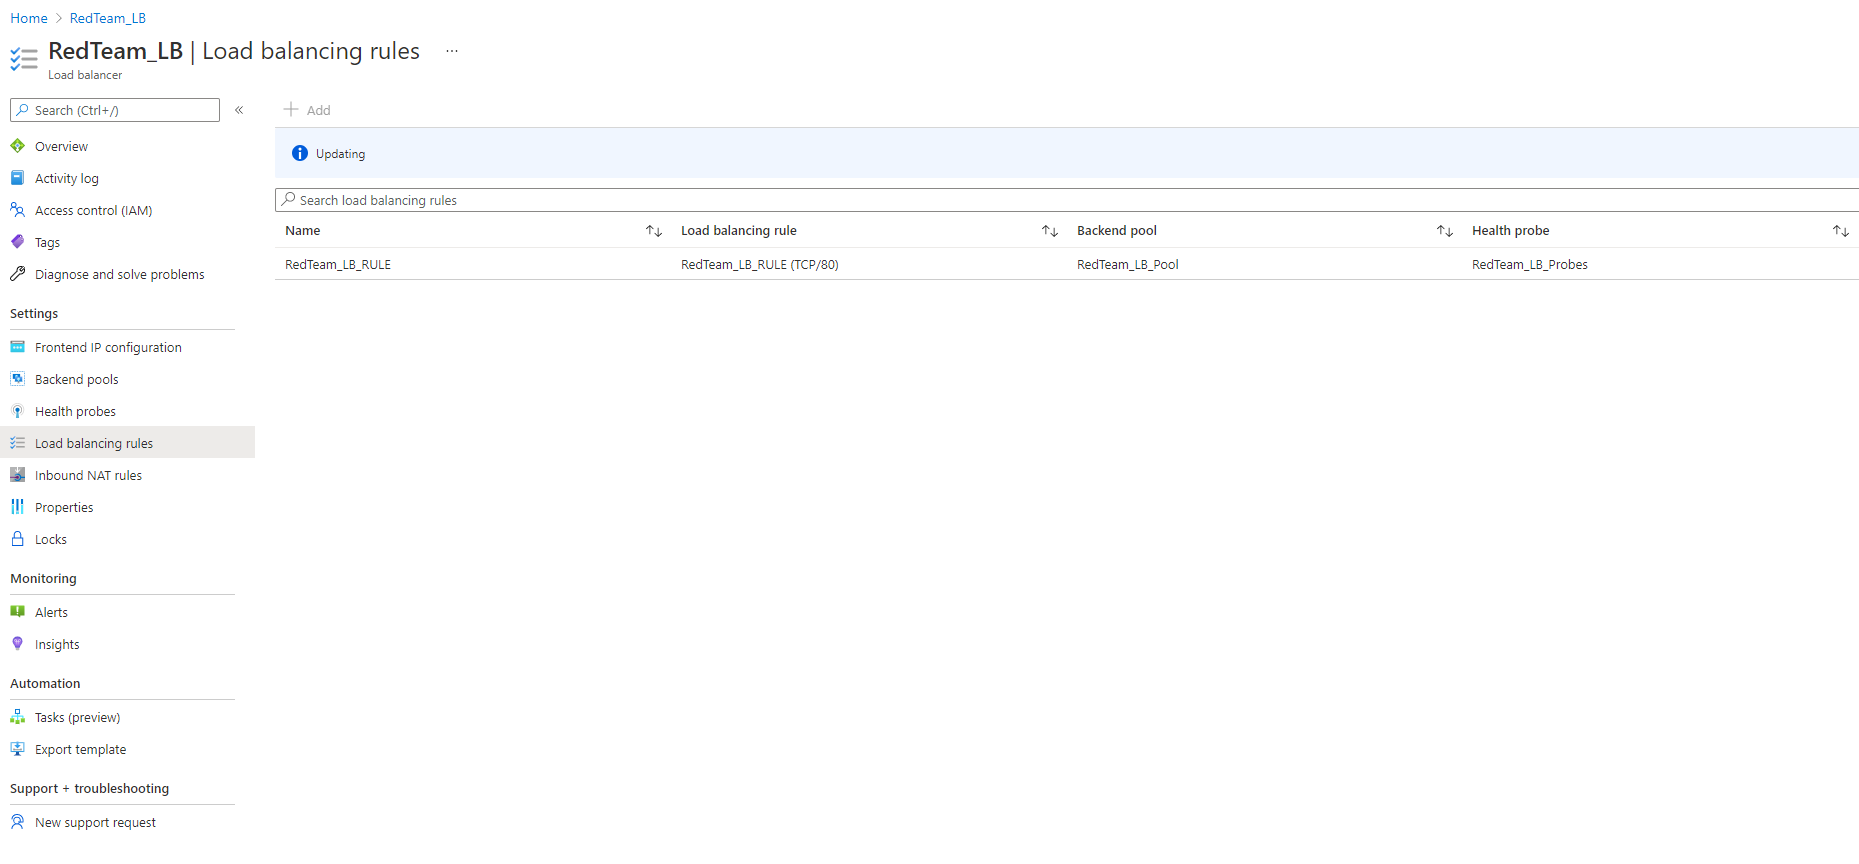 Home > RedTeam_LB
RedTeam_LB | Load balancing rules ...
Load balancer
Search (Ctrl+/) «
Overview
Activity log
Access control (IAM)
Tags
Diagnose and solve problems
Settings
Frontend IP configuration
Backend pools
Health probes
Load balancing rules
Inbound NAT rules
Properties
Locks
Monitoring
Alerts
Insights
Automation
Tasks (preview)
Export template
Support + troubleshooting
New support request
+ Add
Updating
Search load balancing rules
Name ↑↓ Load balancing rule ↑↓ Backend pool ↑↓ Health probe ↑↓
RedTeam_LB_RULE RedTeam_LB_RULE (TCP/80) RedTeam_LB_Pool RedTeam_LB_Probes